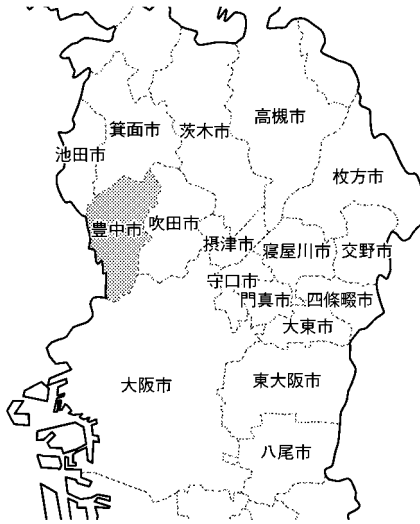 高槻市
箕面市
茨木市
池田市
枚方市
豊中市
吹田市
摂津市
寝屋川市
交野市
守口市
門真市
四條畷市
大東市
大阪市
東大阪市
八尾市